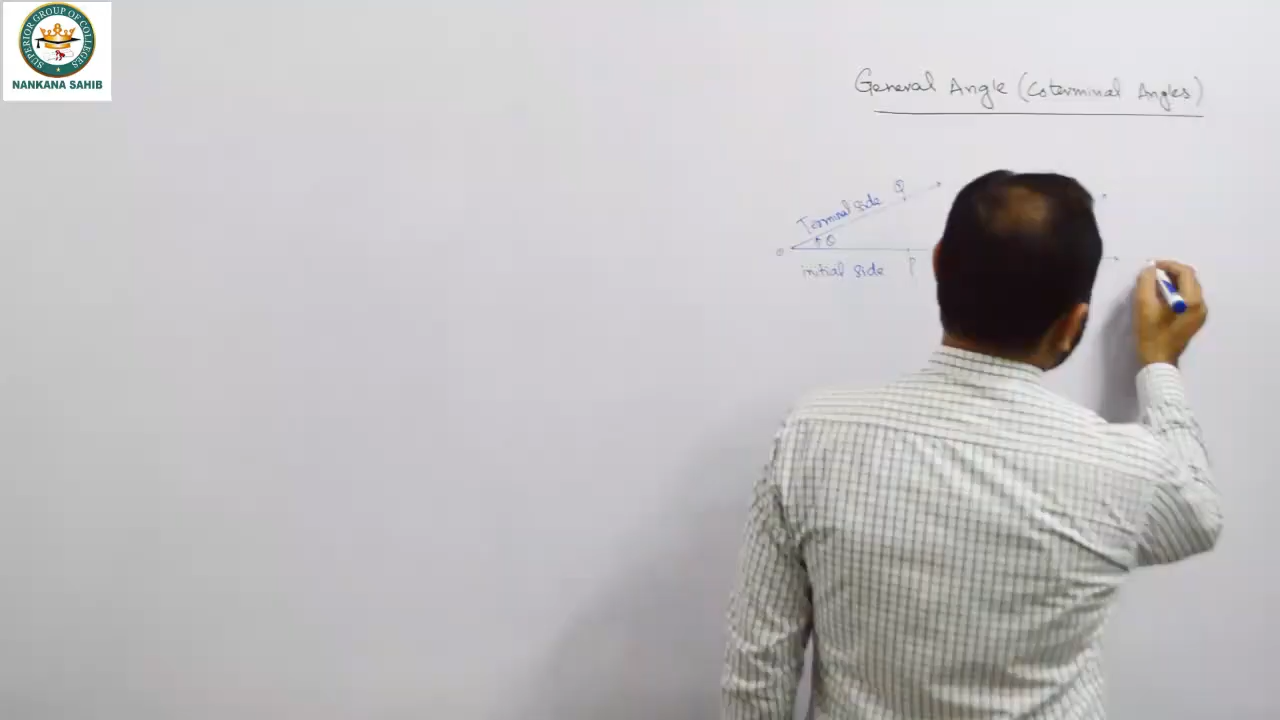 SUPERIOR GROUP OF COLLEGES
NANKANA SAHIB
General Angle (Coterminal Angles)
Terminal side Q
O θ
initial side P